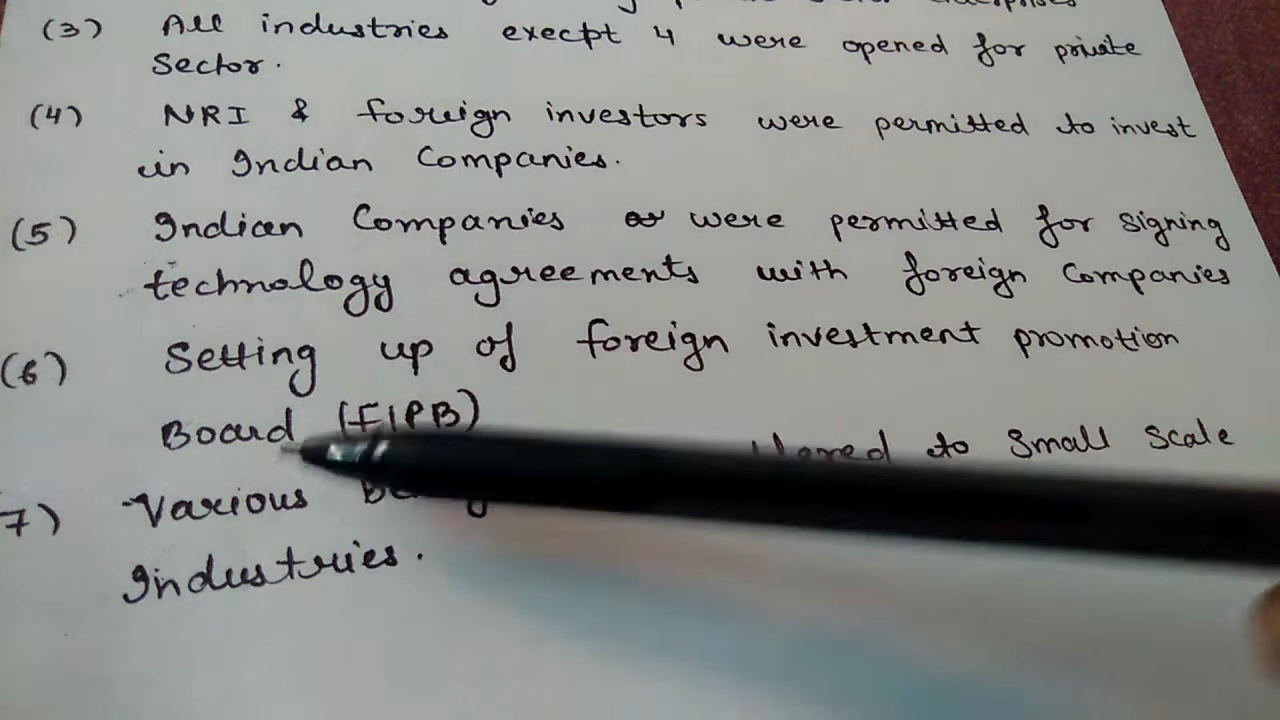 (3) All industries execpt 4 were opened for private
Sector.
(4) NRI & foreign investors were permitted to invest
in Indian Companies.
(5) Indian Companies were permitted for signing
technology agreements with foreign Companies
(6) Setting up of foreign investment promotion
Board (FIPB)
7) Various to Small Scale
Industries.